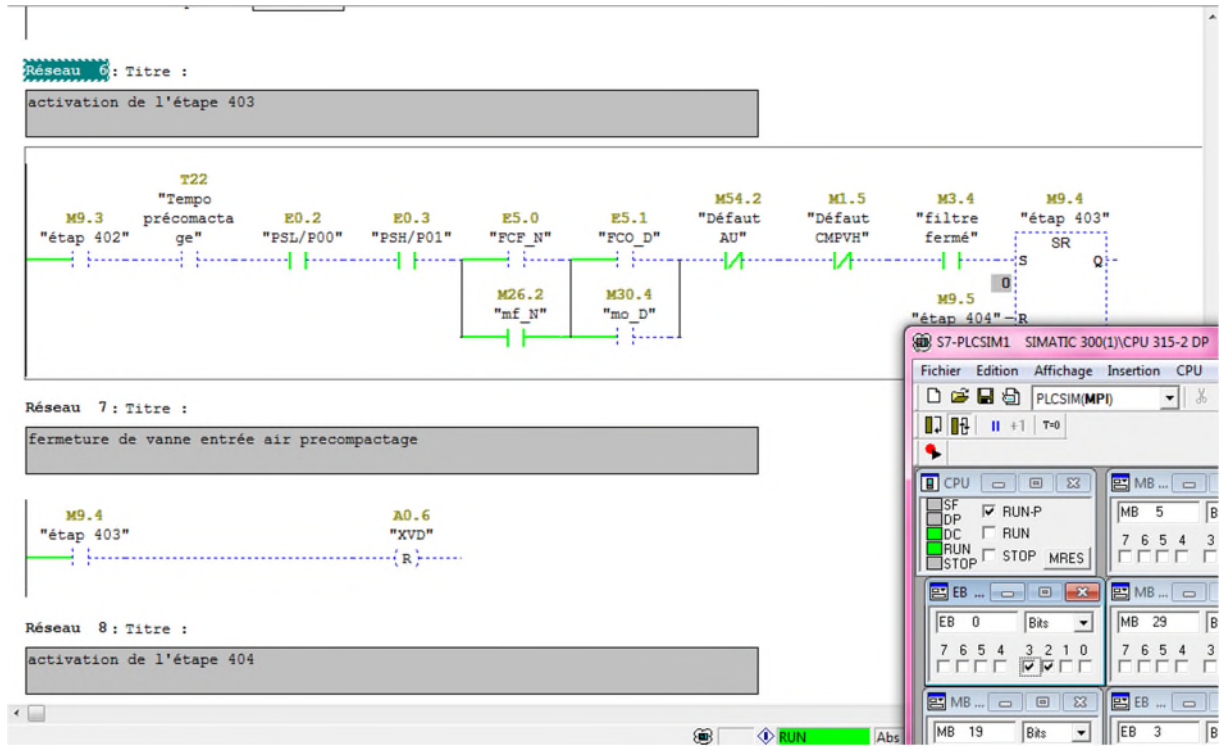 Réseau 6: Titre :
activation de l'étape 403
T22
"Tempo M54.2 M1.5 M3.4 M9.4
M9.3 précomacta E0.2 E0.3 E5.0 E5.1 "Défaut "Défaut "filtre "étap 403"
"étap 402" ge" "PSL/P00" "PSH/P01" "FCF_N" "FCO_D" AU" CMPVH" fermé" SR
S Q
0
M26.2 M30.4 M9.5
"mf_N" "mo_D" "étap 404" R
S7-PLCSIM1 SIMATIC 300(1)\CPU 315-2 DP
Fichier Edition Affichage Insertion CPU
PLCSIM(MPI)
+1 T=0
Réseau 7: Titre :
fermeture de vanne entrée air precompactage
CPU MB ...
SF
DP RUN-P MB 5 B
DC RUN 7 6 5 4 3
RUN
STOP STOP MRES
M9.4 A0.6
"étap 403" "XVD"
R
EB ... MB ...
EB 0 Bits MB 29 B
7 6 5 4 3 2 1 0 7 6 5 4 3
Réseau 8: Titre :
activation de l'étape 404
MB ... EB ...
MB 19 Bits EB 3 B
RUN Abs